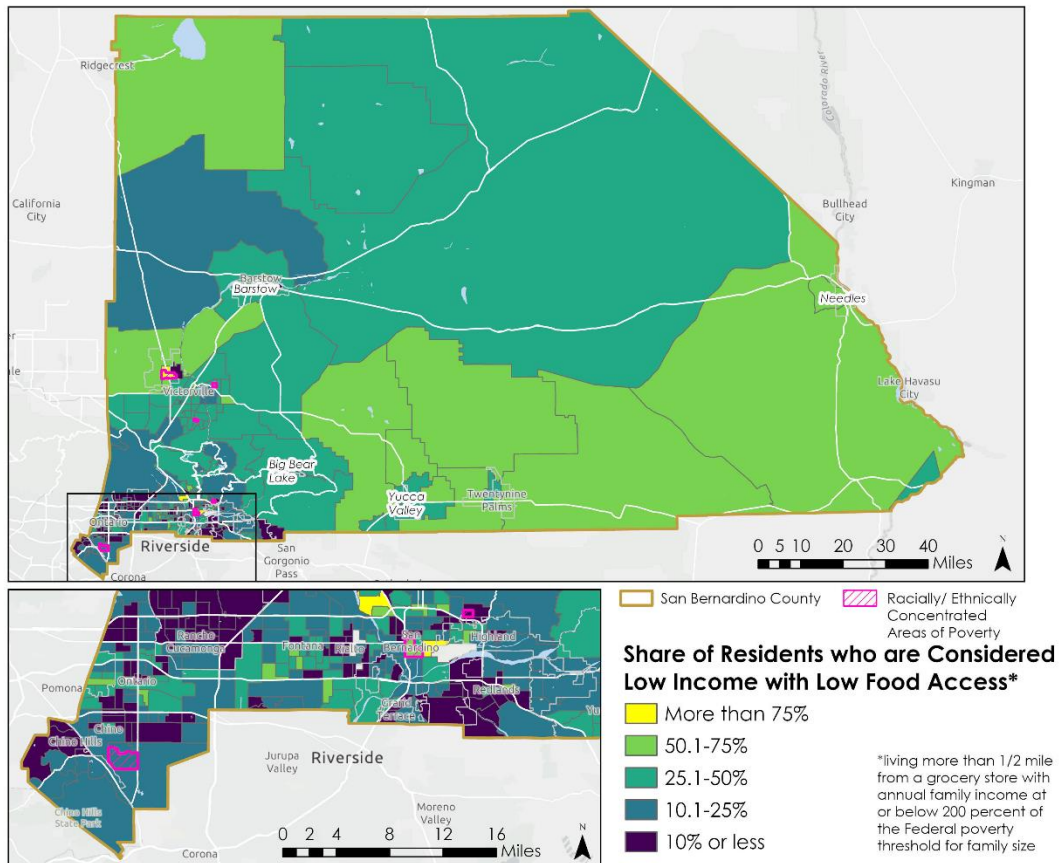 Ridgecrest
Colorado River
California
City
Kingman
Bullhead
City
Barstow
Barstow
Needles
Lake Havasu
City
Victorville
Big Bear
Lake
Yucca
Valley
Twentynine
Palms
Ontario
Riverside
San
Gorgonio
Pass
Corona
0 5 10 20 30 40
Miles
N
San Bernardino County
Racially/ Ethnically
Concentrated
Areas of Poverty
Share of Residents who are Considered
Low Income with Low Food Access*
More than 75%
50.1-75%
25.1-50%
10.1-25%
10% or less
*living more than 1/2 mile
from a grocery store with
annual family income at
or below 200 percent of
the Federal poverty
threshold for family size
Rancho
Cucamonga
Fontana
Rialto
San
Bernardino
Highland
Pomona
Ontario
Redlands
Grand
Terrace
Yu
Chino
Chino Hills
Riverside
Jurupa
Valley
Moreno
Valley
Chino Hills
State Park
Corona
0 2 4 8 12 16
Miles
N